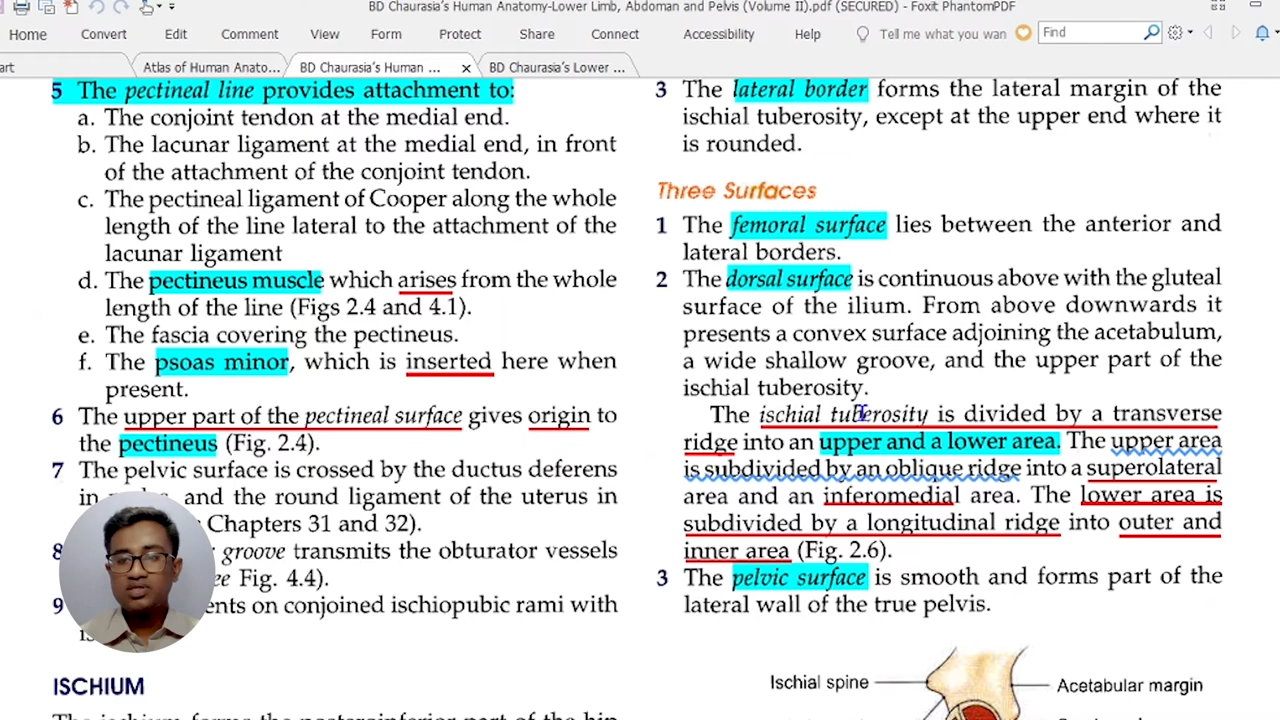 BD Chaurasia's Human Anatomy-Lower Limb, Abdoman and Pelvis (Volume II).pdf (SECURED) - Foxit PhantomPDF
Home Convert Edit Comment View Form Protect Share Connect Accessibility Help Tell me what you wan Find
art Atlas of Human Anato... BD Chaurasia's Human ... × BD Chaurasia's Lower ...
5 The pectineal line provides attachment to:
a. The conjoint tendon at the medial end.
b. The lacunar ligament at the medial end, in front
of the attachment of the conjoint tendon.
c. The pectineal ligament of Cooper along the whole
length of the line lateral to the attachment of the
lacunar ligament
d. The pectineus muscle which arises from the whole
length of the line (Figs 2.4 and 4.1).
e. The fascia covering the pectineus.
f. The psoas minor, which is inserted here when
present.
6 The upper part of the pectineal surface gives origin to
the pectineus (Fig. 2.4).
7 The pelvic surface is crossed by the ductus deferens
in and the round ligament of the uterus in
Chapters 31 and 32).
8 groove transmits the obturator vessels
Fig. 4.4).
9 ents on conjoined ischiopubic rami with
ISCHIUM
The ischium forms the posteroinferior part of the hip
3 The lateral border forms the lateral margin of the
ischial tuberosity, except at the upper end where it
is rounded.
Three Surfaces
1 The femoral surface lies between the anterior and
lateral borders.
2 The dorsal surface is continuous above with the gluteal
surface of the ilium. From above downwards it
presents a convex surface adjoining the acetabulum,
a wide shallow groove, and the upper part of the
ischial tuberosity.
The ischial tuberosity is divided by a transverse
ridge into an upper and a lower area. The upper area
is subdivided by an oblique ridge into a superolateral
area and an inferomedial area. The lower area is
subdivided by a longitudinal ridge into outer and
inner area (Fig. 2.6).
3 The pelvic surface is smooth and forms part of the
lateral wall of the true pelvis.
Ischial spine
Acetabular margin